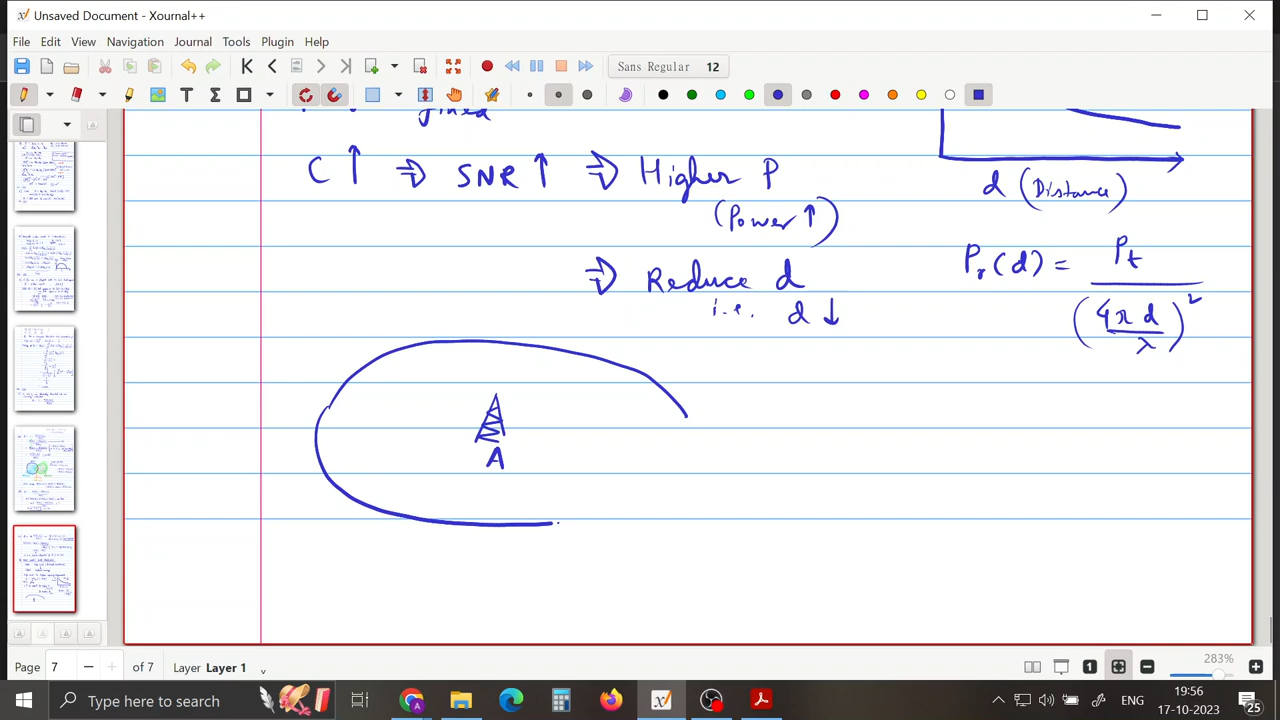 Unsaved Document - Xournal++
File Edit View Navigation Journal Tools Plugin Help
Sans Regular 12
fixed
C ↑ ⇒ SNR ↑ ⇒ Higher P
(Power ↑)
⇒ Reduce d
i.e. d ↓
d (Distance)
Pr(d) = Pt / (4πd/λ)²
A
Page 7 of 7 Layer Layer 1
283%
Type here to search
ENG
19:56
17-10-2023
25